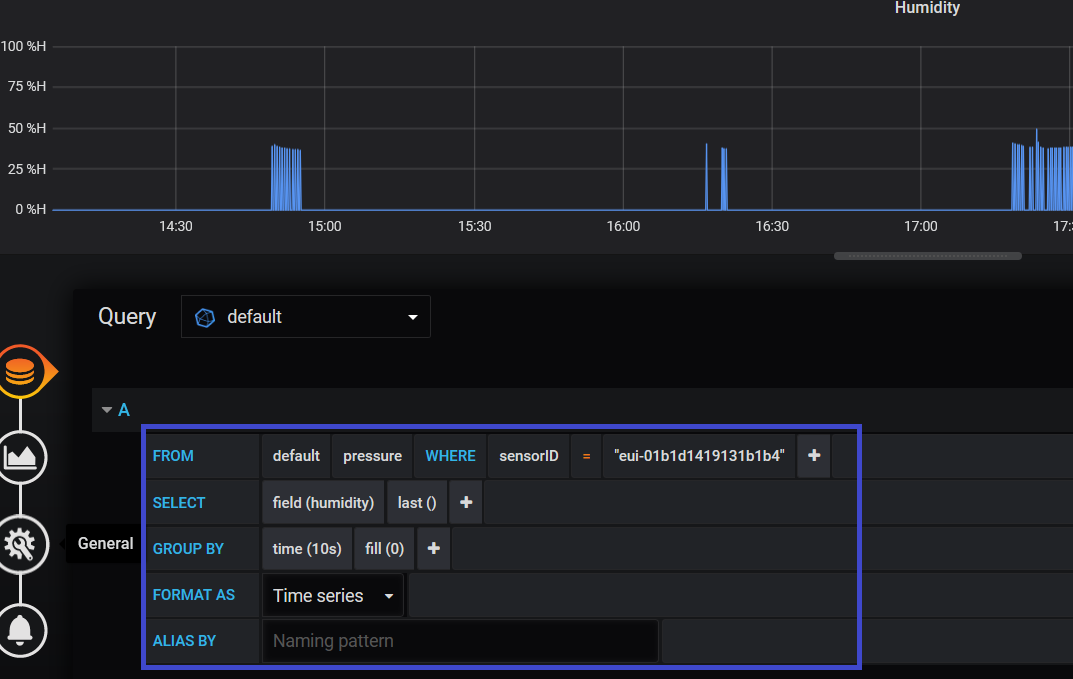 Humidity
100 %H
75 %H
50 %H
25 %H
0 %H
14:30 15:00 15:30 16:00 16:30 17:00
Query default
A
FROM default pressure WHERE sensorID = "eui-01b1d1419131b1b4" +
SELECT field (humidity) last () +
General
GROUP BY time (10s) fill (0) +
FORMAT AS Time series
ALIAS BY Naming pattern